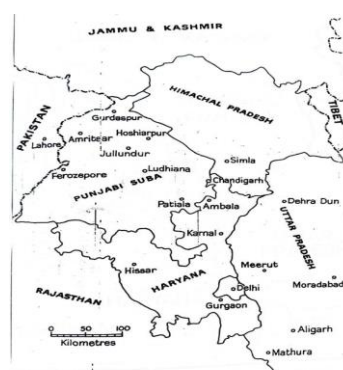 JAMMU & KASHMIR
HIMACHAL PRADESH
TIBET
PAKISTAN
Gurdaspur
Amritsar
Hoshiarpur
Lahore
Jullundur
Simla
Ferozepore
Ludhiana
Chandigarh
PUNJABI SUBA
Patiala
Ambala
Dehra Dun
UTTAR PRADESH
Karnal
Hissar
HARYANA
Meerut
Moradabad
RAJASTHAN
Delhi
Gurgaon
0 100
Kilometres
Aligarh
Mathura